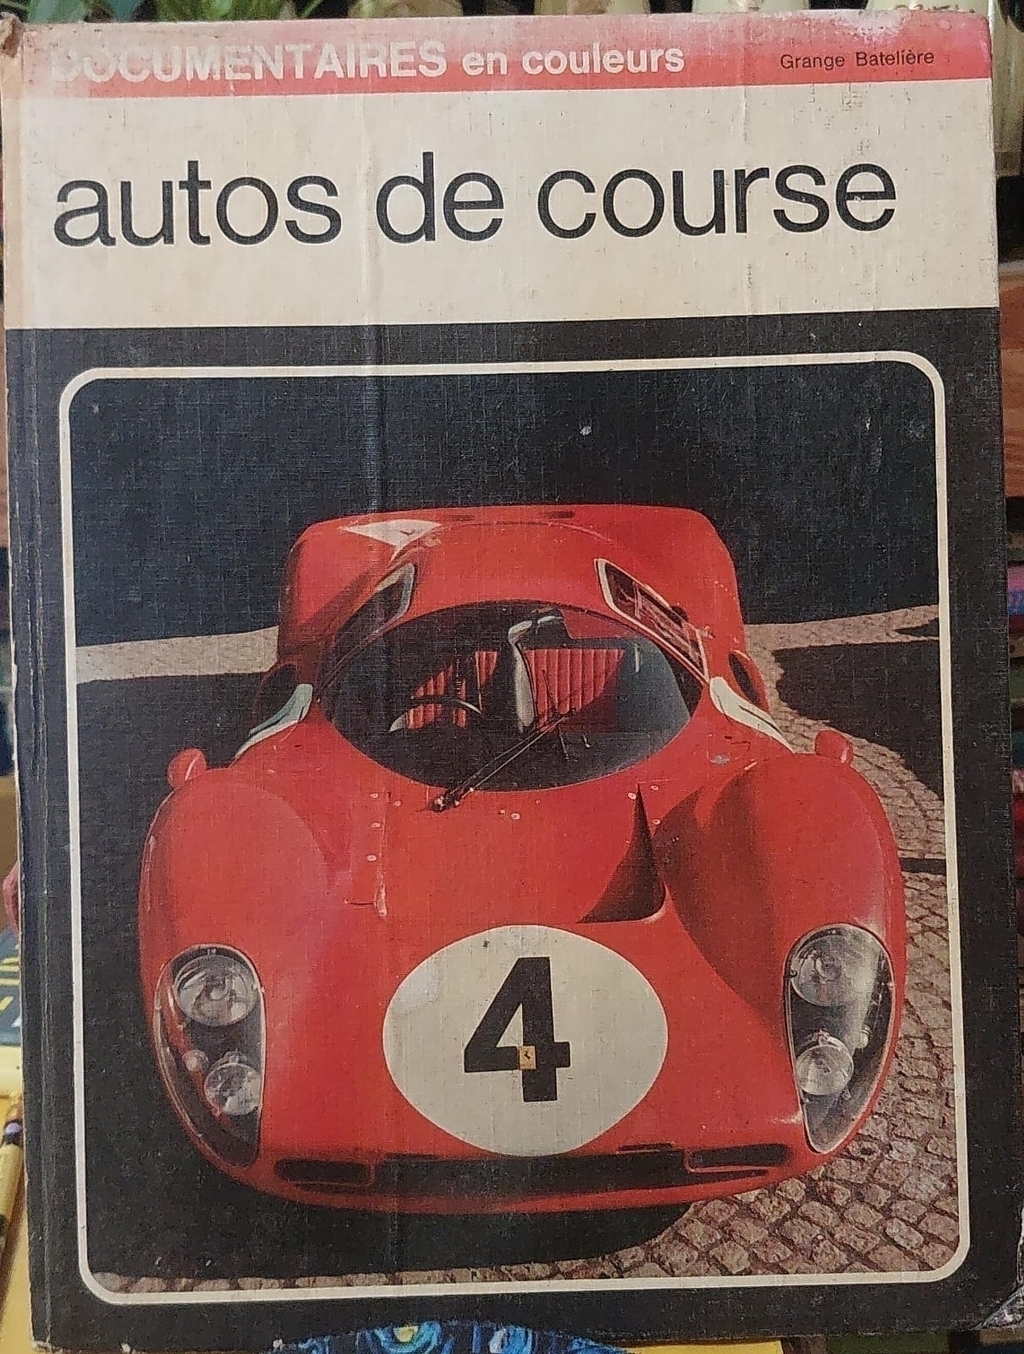 DOCUMENTAIRES en couleurs
Grange Batelière
autos de course
4